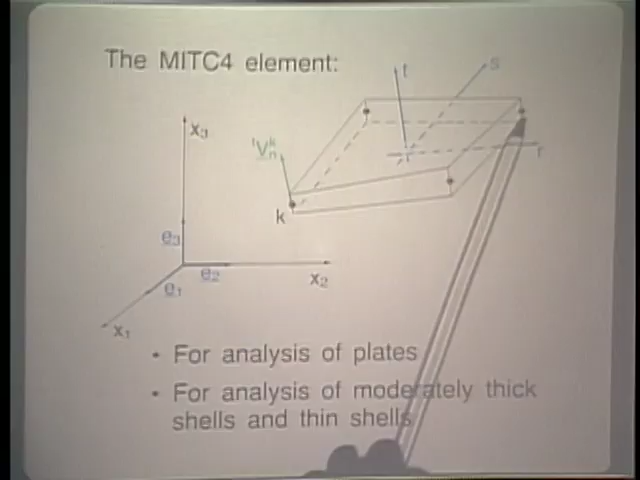 The MITC4 element:
t
s
x₃
ᵗVₙᵏ
r
k
e₃
e₂
x₂
e₁
x₁
• For analysis of plates
• For analysis of moderately thick
shells and thin shells